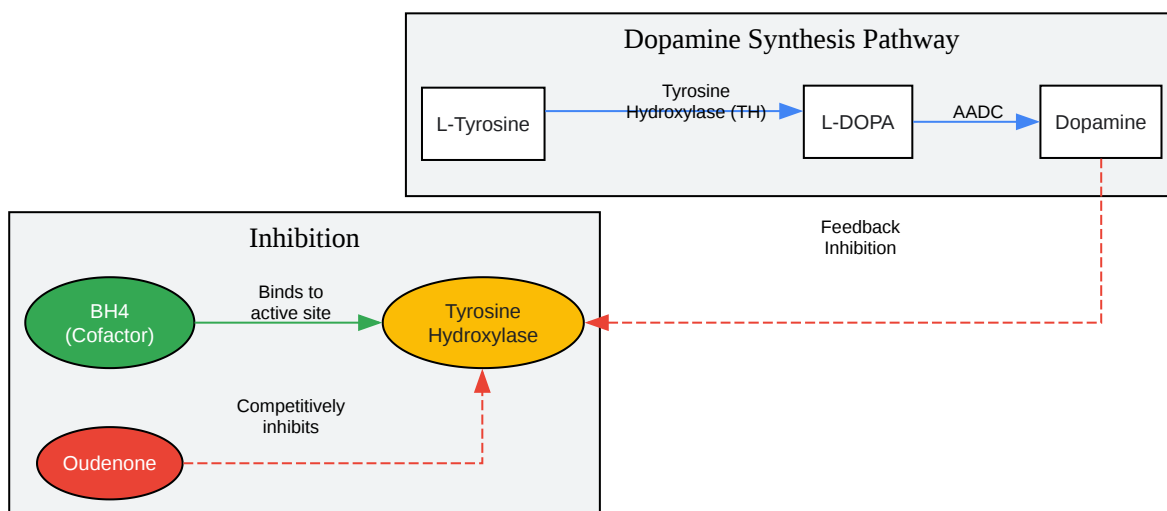 Dopamine Synthesis Pathway
L-Tyrosine
Tyrosine
Hydroxylase (TH)
L-DOPA
AADC
Dopamine
Feedback
Inhibition
Inhibition
BH4
(Cofactor)
Binds to
active site
Tyrosine
Hydroxylase
Competitively
inhibits
Oudenone